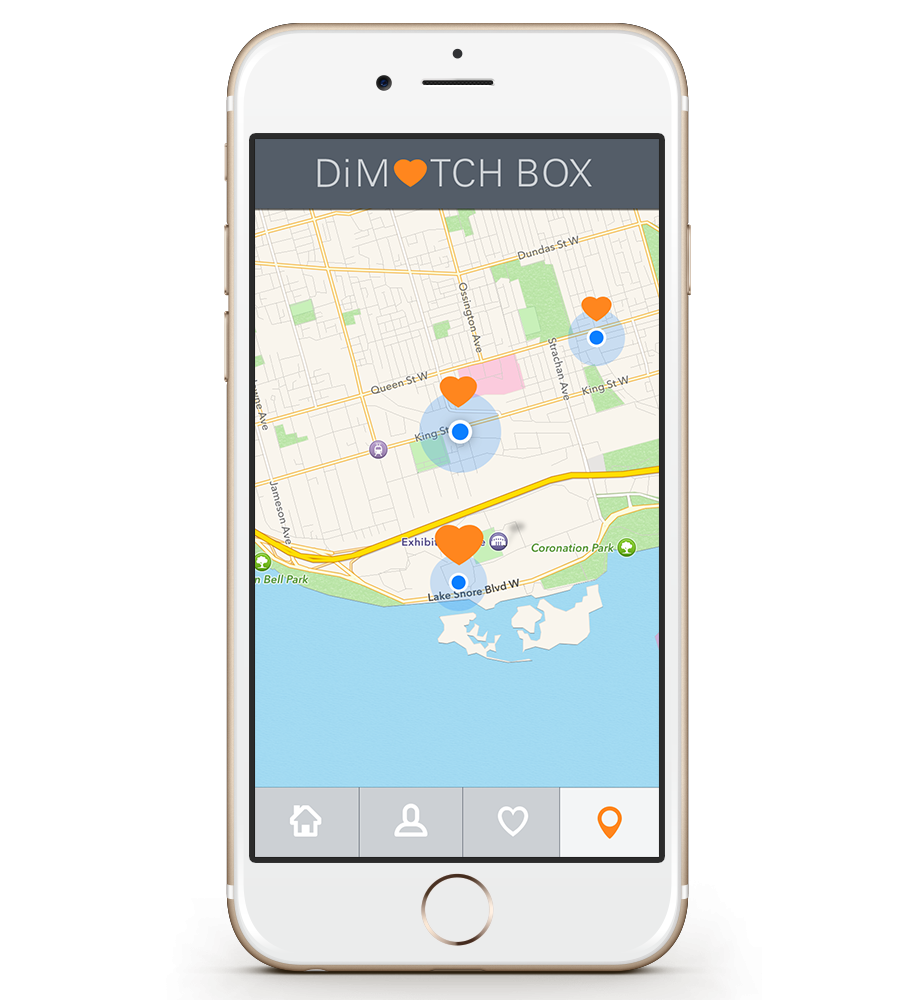 DiM TCH BOX
Dundas St W
Ossington Ave
Strachan Ave
Queen St W
King St W
King St
Jameson Ave
Exhibi
Coronation Park
n Bell Park
Lake Shore Blvd W